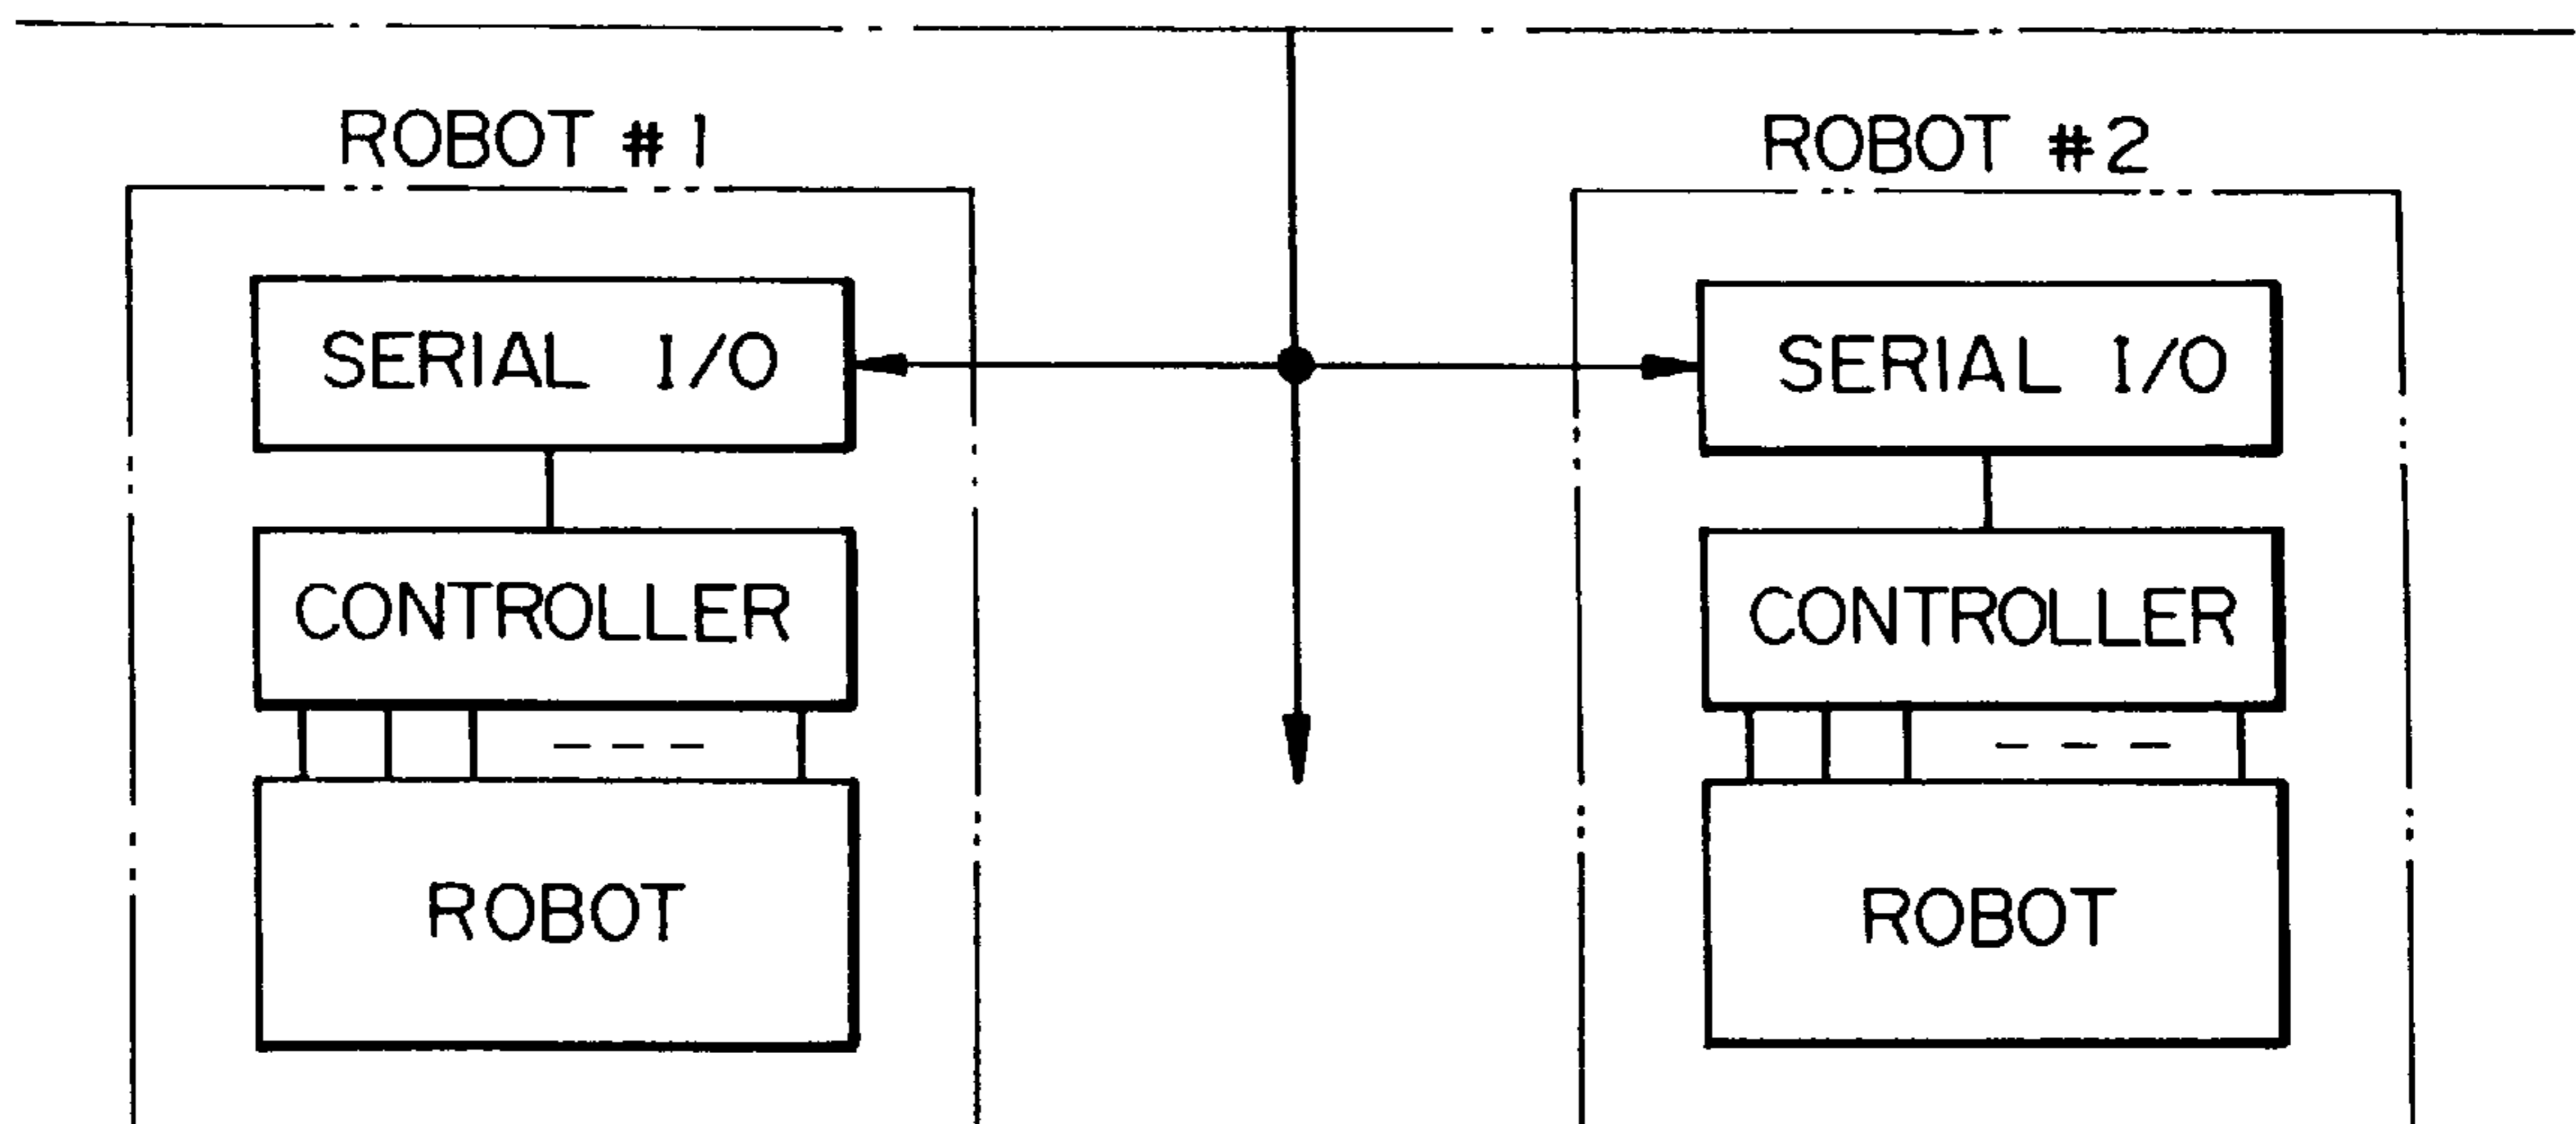 ROBOT #1
ROBOT #2
SERIAL I/O
SERIAL I/O
CONTROLLER
CONTROLLER
ROBOT
ROBOT